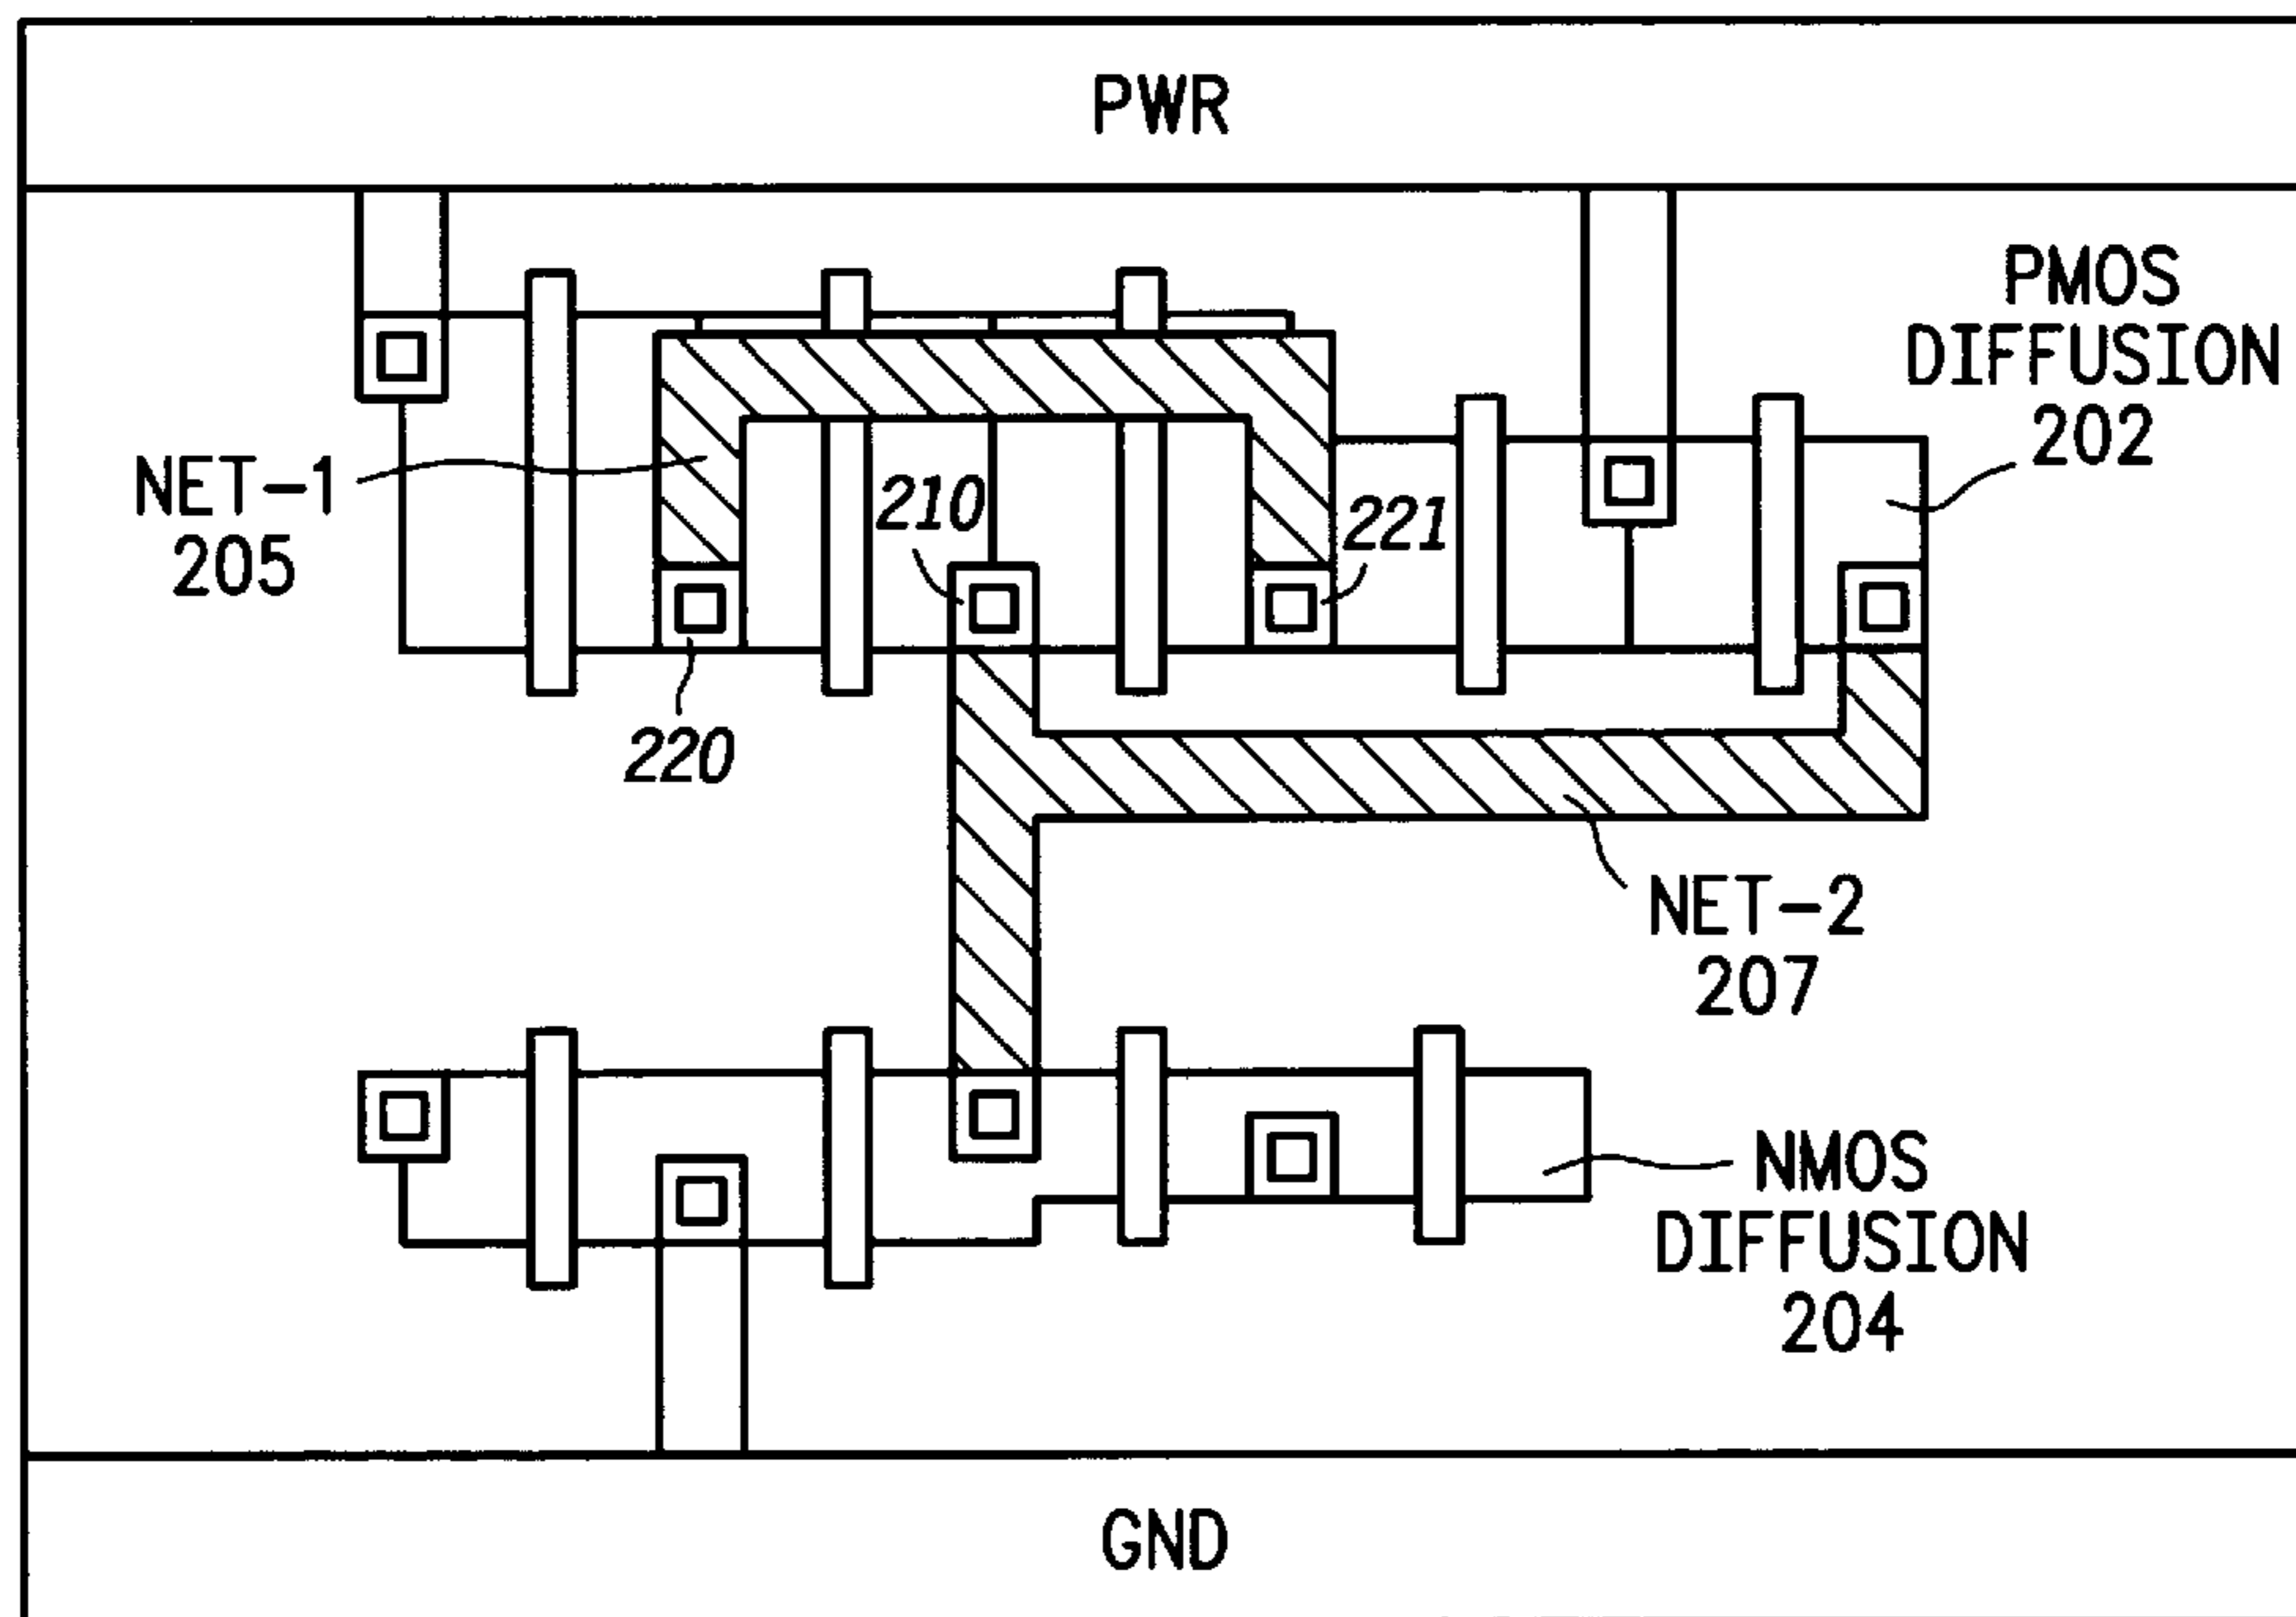 PWR
PMOS
DIFFUSION
202
NET-1
205
210
221
220
NET-2
207
NMOS
DIFFUSION
204
GND